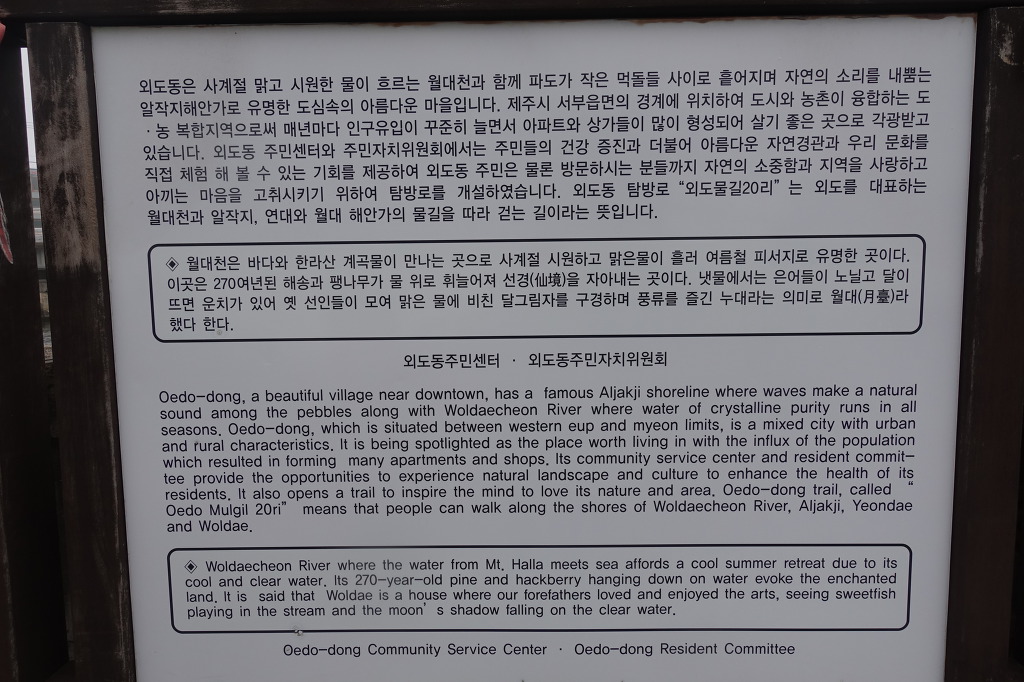 외도동은 사계절 맑고 시원한 물이 흐르는 월대천과 함께 파도가 작은 먹돌들 사이로 흩어지며 자연의 소리를 내뿜는
알작지해안가로 유명한 도심속의 아름다운 마을입니다. 제주시 서부읍면의 경계에 위치하여 도시와 농촌이 융합하는 도
·농 복합지역으로써 매년마다 인구유입이 꾸준히 늘면서 아파트와 상가들이 많이 형성되어 살기 좋은 곳으로 각광받고
있습니다. 외도동 주민센터와 주민자치위원회에서는 주민들의 건강 증진과 더불어 아름다운 자연경관과 우리 문화를
직접 체험 해 볼 수 있는 기회를 제공하여 외도동 주민은 물론 방문하시는 분들까지 자연의 소중함과 지역을 사랑하고
아끼는 마음을 고취시키기 위하여 탐방로를 개설하였습니다. 외도동 탐방로 “외도물길20리” 는 외도를 대표하는
월대천과 알작지, 연대와 월대 해안가의 물길을 따라 걷는 길이라는 뜻입니다.
◈ 월대천은 바다와 한라산 계곡물이 만나는 곳으로 사계절 시원하고 맑은물이 흘러 여름철 피서지로 유명한 곳이다.
이곳은 270여년된 해송과 팽나무가 물 위로 휘늘어져 선경(仙境)을 자아내는 곳이다. 냇물에서는 은어들이 노닐고 달이
뜨면 운치가 있어 옛 선인들이 모여 맑은 물에 비친 달그림자를 구경하며 풍류를 즐긴 누대라는 의미로 월대(月臺)라
했다 한다.
외도동주민센터 · 외도동주민자치위원회
Oedo-dong, a beautiful village near downtown, has a famous Aljakji shoreline where waves make a natural
sound among the pebbles along with Woldaecheon River where water of crystalline purity runs in all
seasons. Oedo-dong, which is situated between western eup and myeon limits, is a mixed city with urban
and rural characteristics. It is being spotlighted as the place worth living in with the influx of the population
which resulted in forming many apartments and shops. Its community service center and resident commit-
tee provide the opportunities to experience natural landscape and culture to enhance the health of its
residents. It also opens a trail to inspire the mind to love its nature and area. Oedo-dong trail, called “
Oedo Mulgil 20ri” means that people can walk along the shores of Woldaecheon River, Aljakji, Yeondae
and Woldae.
◈ Woldaecheon River where the water from Mt. Halla meets sea affords a cool summer retreat due to its
cool and clear water. Its 270-year-old pine and hackberry hanging down on water evoke the enchanted
land. It is said that Woldae is a house where our forefathers loved and enjoyed the arts, seeing sweetfish
playing in the stream and the moon’s shadow falling on the clear water.
Oedo-dong Community Service Center · Oedo-dong Resident Committee